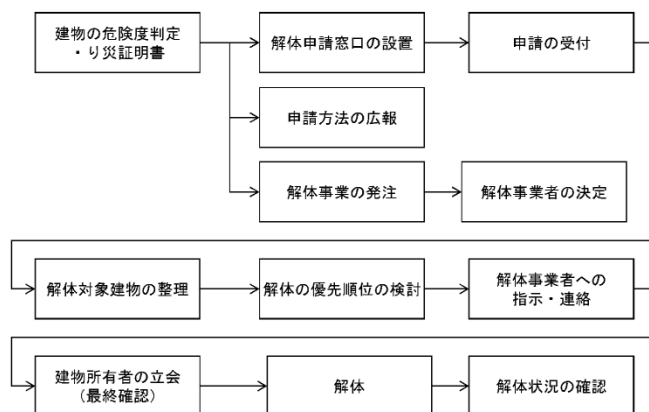 建物の危険度判定
・り災証明書
解体申請窓口の設置
申請の受付
申請方法の広報
解体事業の発注
解体事業者の決定
解体対象建物の整理
解体の優先順位の検討
解体事業者への
指示・連絡
建物所有者の立会
(最終確認)
解体
解体状況の確認